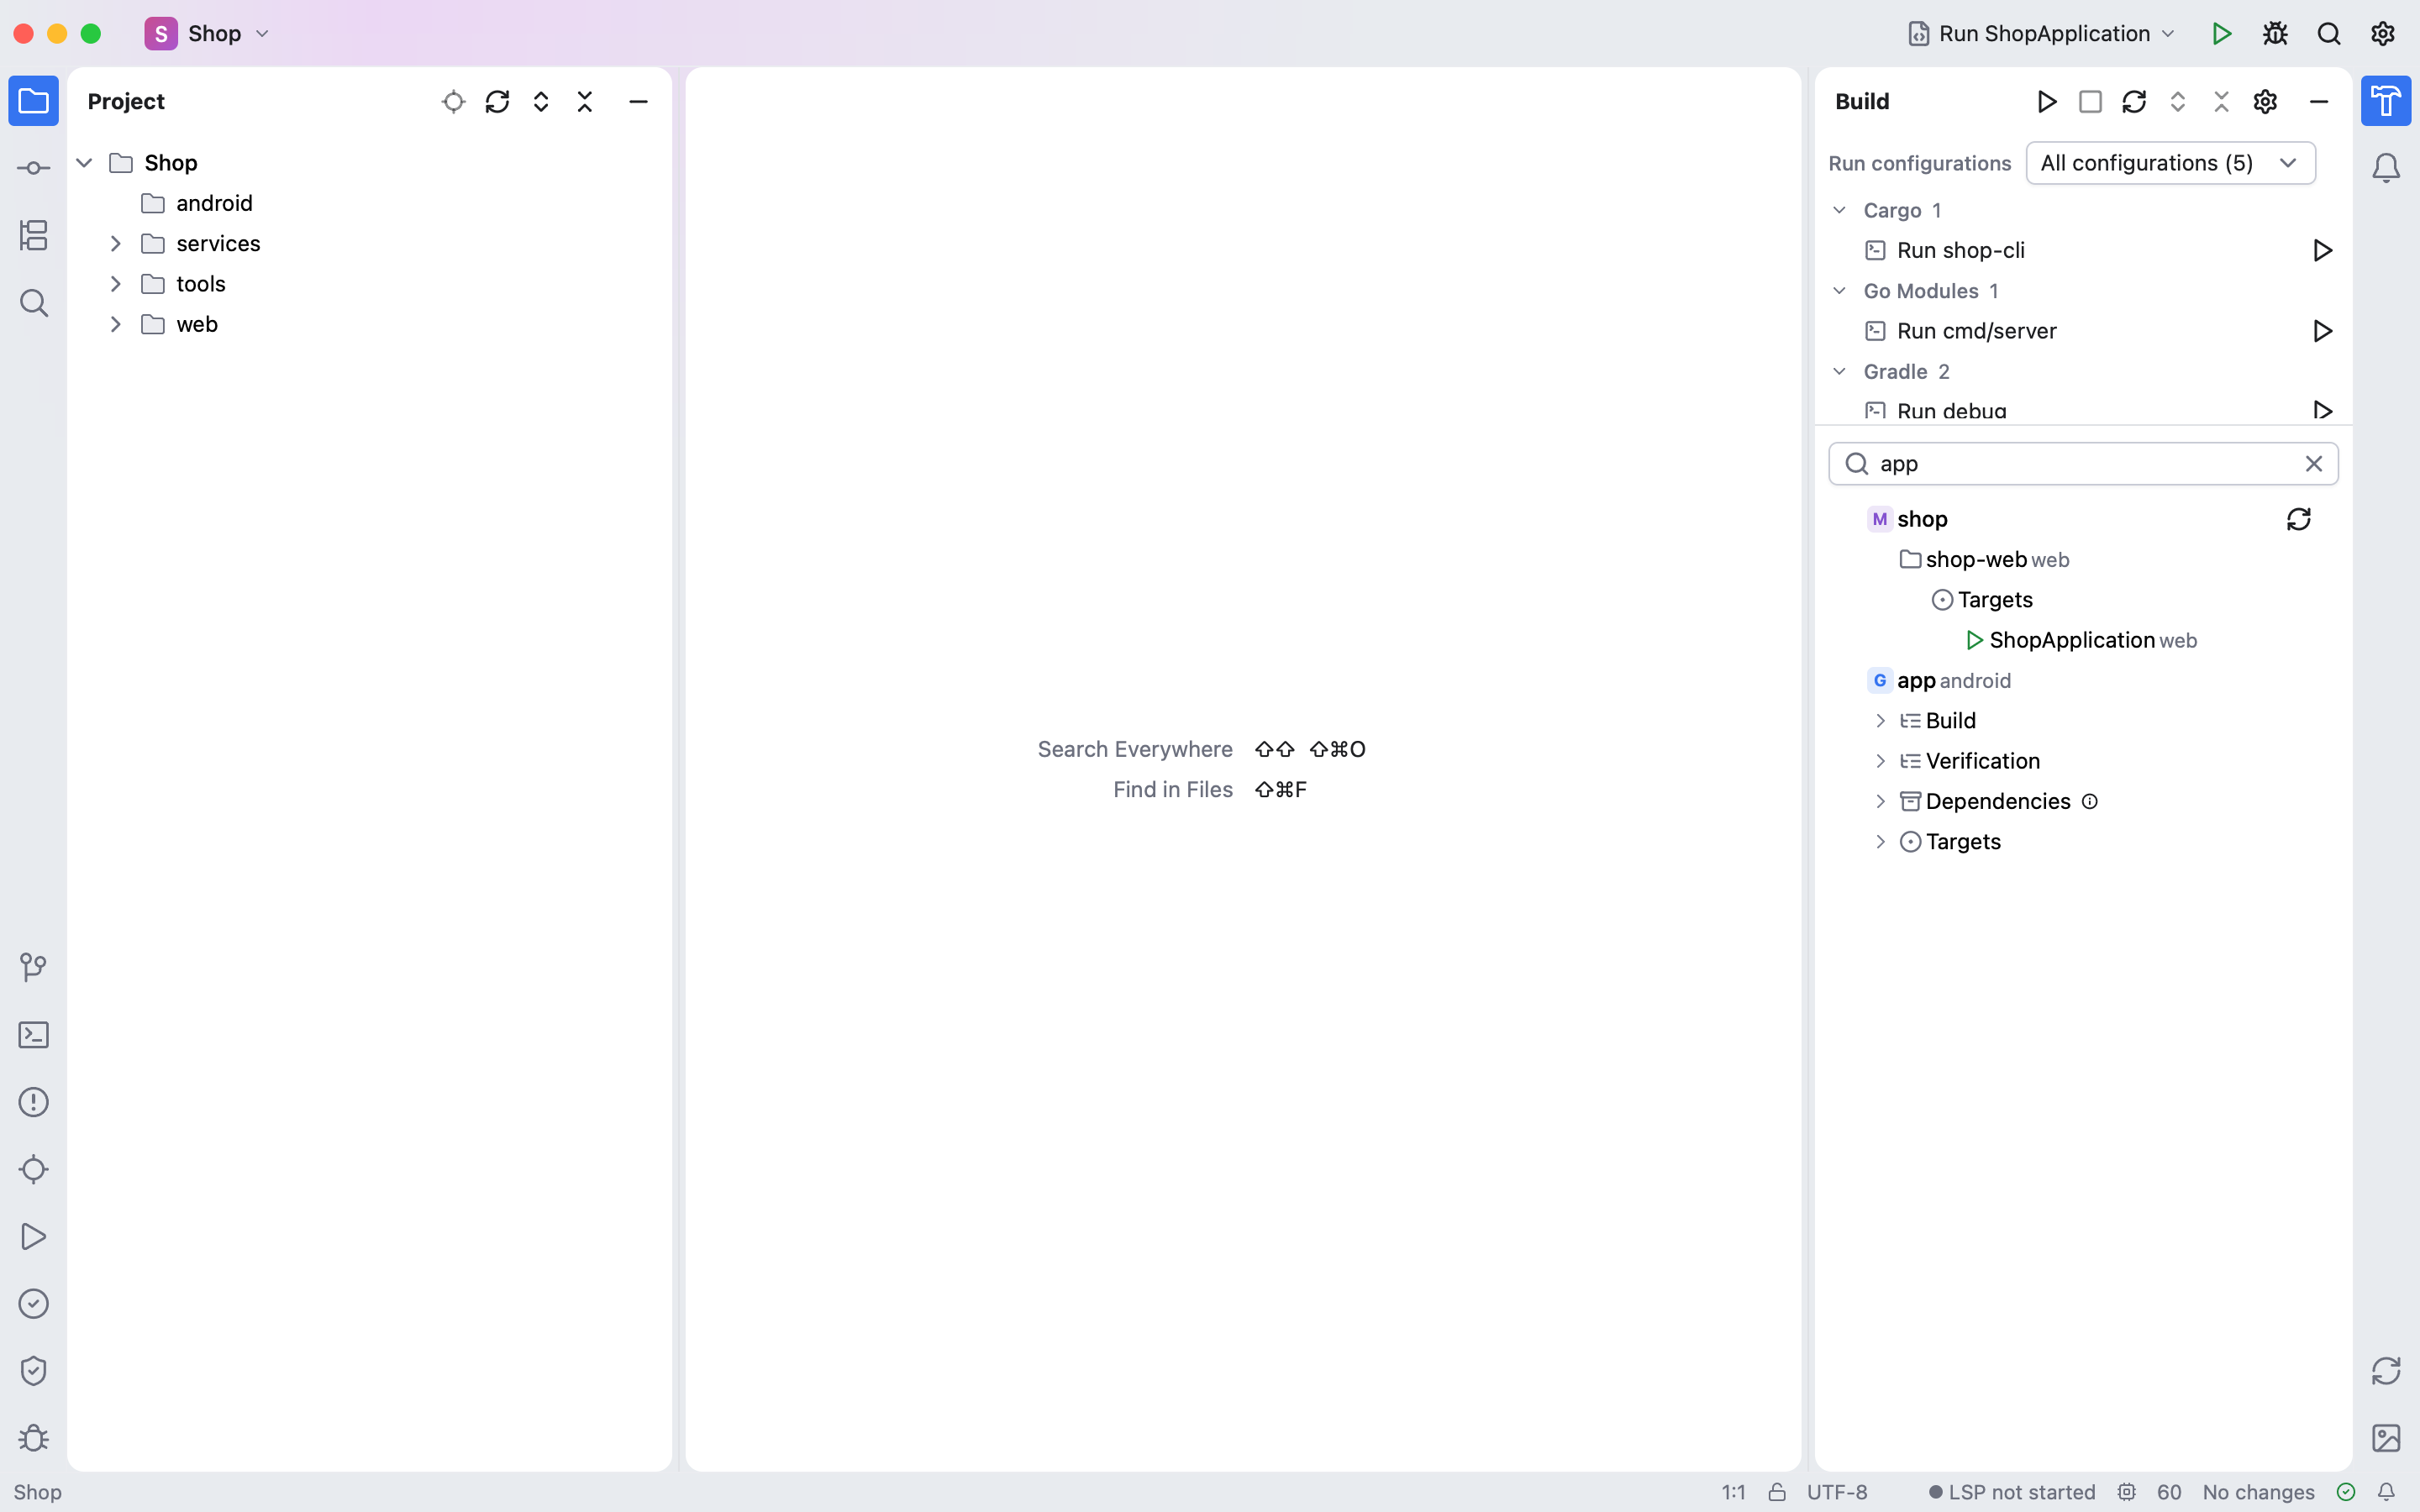 S Shop
Run ShopApplication
Project
Shop
android
services
tools
web
Search Everywhere ⇧⇧ ⇧⌘O
Find in Files ⇧⌘F
Build
Run configurations All configurations (5)
Cargo 1
Run shop-cli
Go Modules 1
Run cmd/server
Gradle 2
Run debug
app
M shop
shop-web web
Targets
ShopApplication web
G app android
Build
Verification
Dependencies
Targets
Shop
1:1 UTF-8 LSP not started 60 No changes